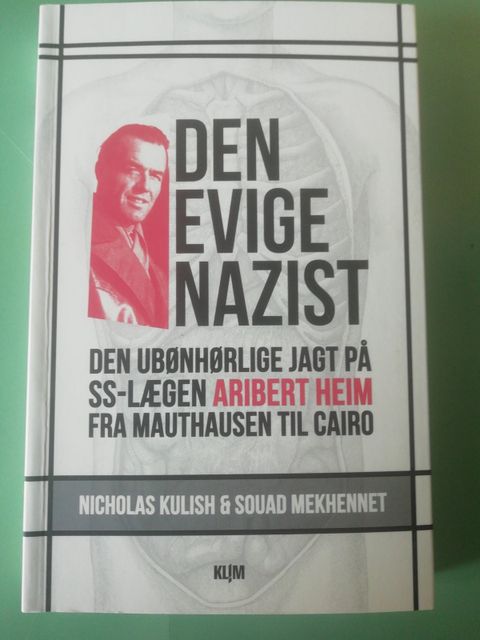 DEN
EVIGE
NAZIST
DEN UBØNHØRLIGE JAGT PÅ
SS-LÆGEN ARIBERT HEIM
FRA MAUTHAUSEN TIL CAIRO
NICHOLAS KULISH & SOUAD MEKHENNET
KLIM